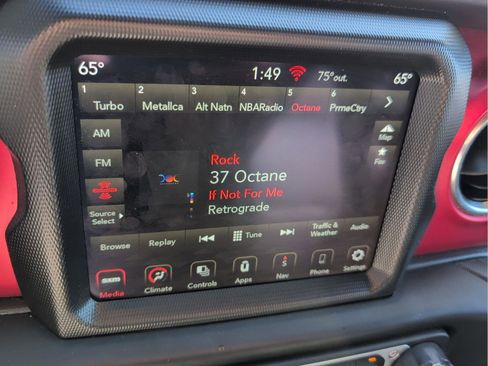 65°
1:49
75°out.
65°
1
Turbo
2
Metallca
3
Alt Natn
4
NBARadio
5
Octane
6
PrmeCtry
AM
FM
Source
Select
Map
Fav
Rock
37 Octane
If Not For Me
Retrograde
Browse
Replay
Tune
Traffic &
Weather
Audio
sxm
Media
Climate
Controls
Apps
S
Nav
Phone
Settings